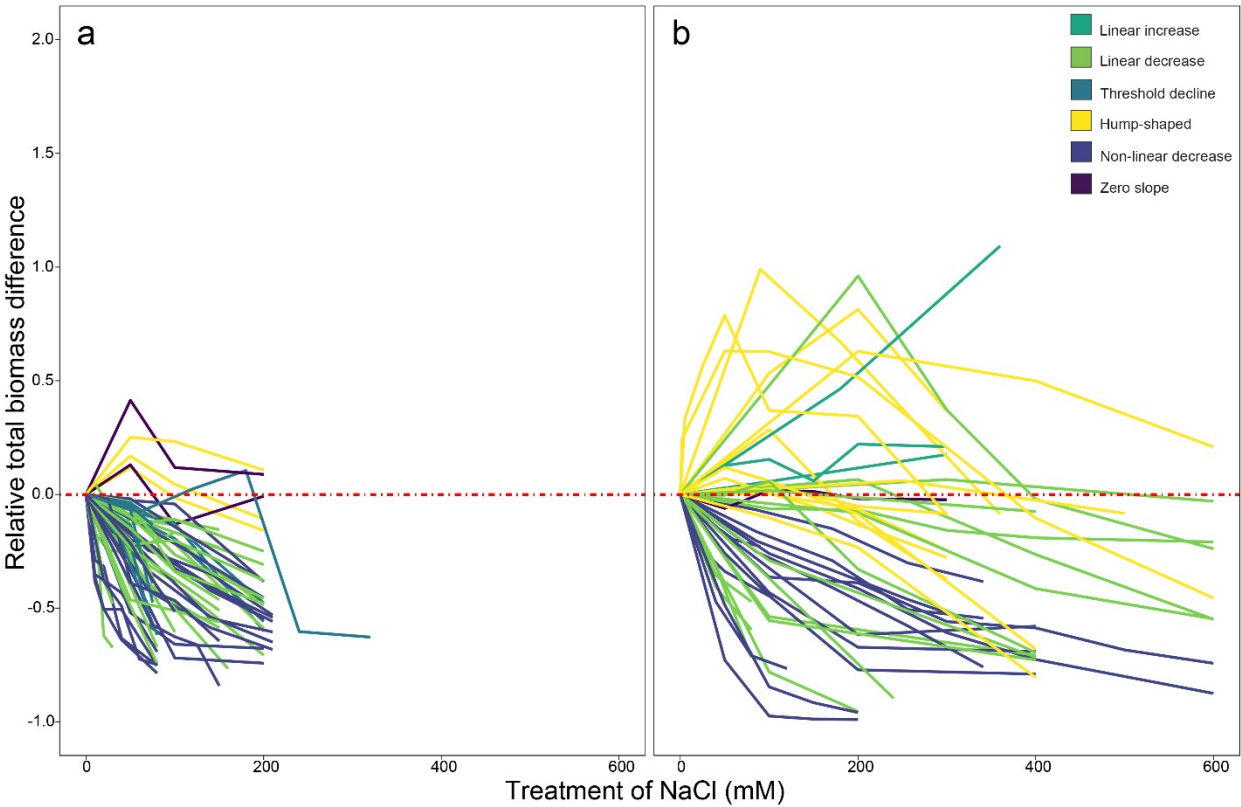 a
b
Linear increase
Linear decrease
Threshold decline
Hump-shaped
Non-linear decrease
Zero slope
Relative total biomass difference
2.0
1.5
1.0
0.5
0.0
-0.5
-1.0
0 200 400 600
0 200 400 600
Treatment of NaCl (mM)